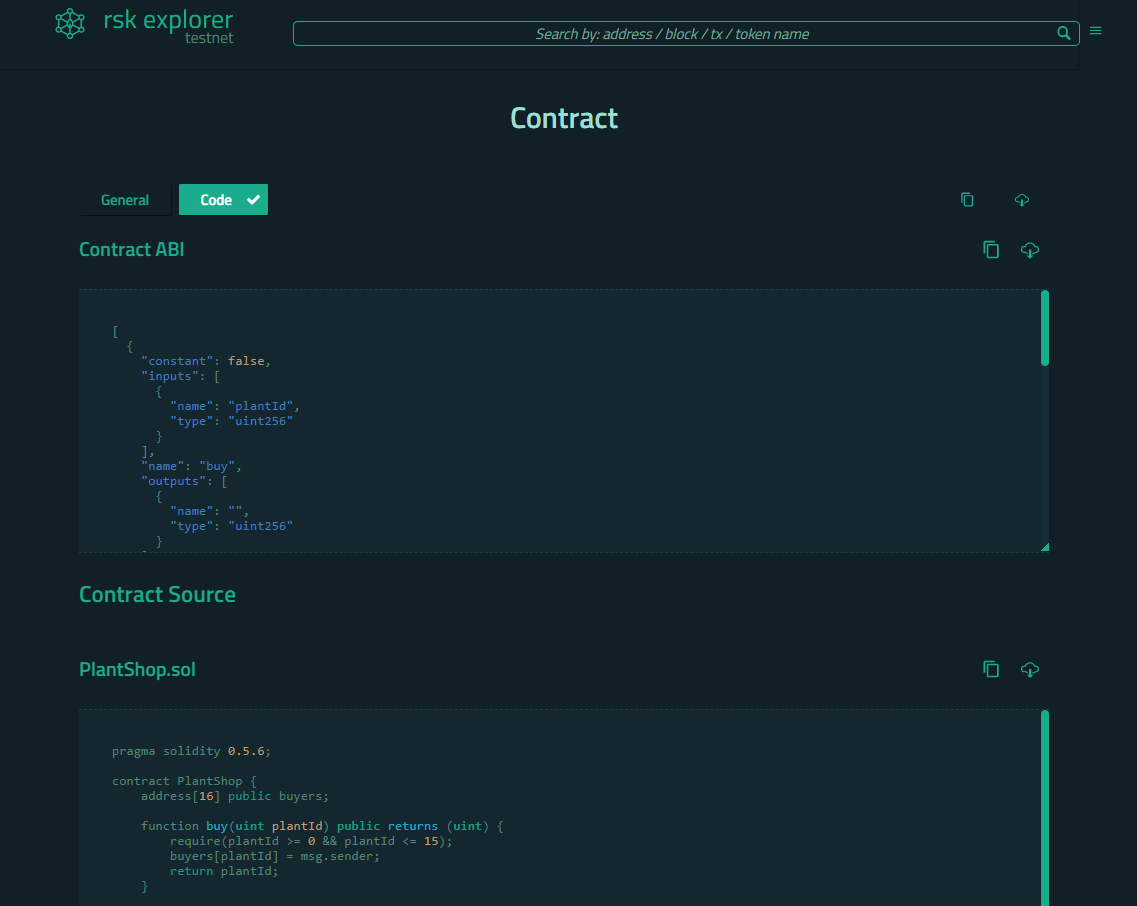 rsk explorer
testnet
Search by: address / block / tx / token name
Contract
General
Code
Contract ABI
[
  {
    "constant": false,
    "inputs": [
      {
        "name": "plantId",
        "type": "uint256"
      }
    ],
    "name": "buy",
    "outputs": [
      {
        "name": "",
        "type": "uint256"
      }
Contract Source
PlantShop.sol
pragma solidity 0.5.6;
contract PlantShop {
    address[16] public buyers;
    function buy(uint plantId) public returns (uint) {
        require(plantId >= 0 && plantId <= 15);
        buyers[plantId] = msg.sender;
        return plantId;
    }